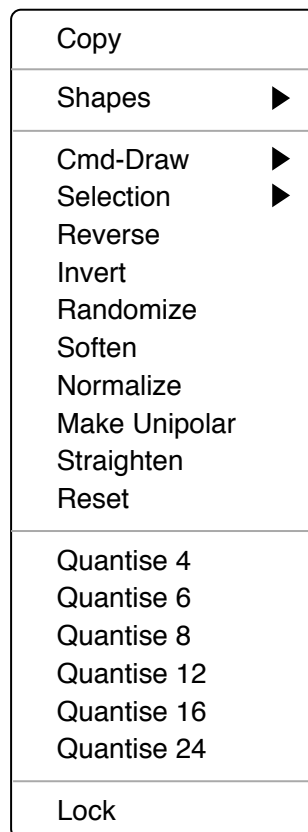 Copy
Shapes
Cmd-Draw
Selection
Reverse
Invert
Randomize
Soften
Normalize
Make Unipolar
Straighten
Reset
Quantise 4
Quantise 6
Quantise 8
Quantise 12
Quantise 16
Quantise 24
Lock